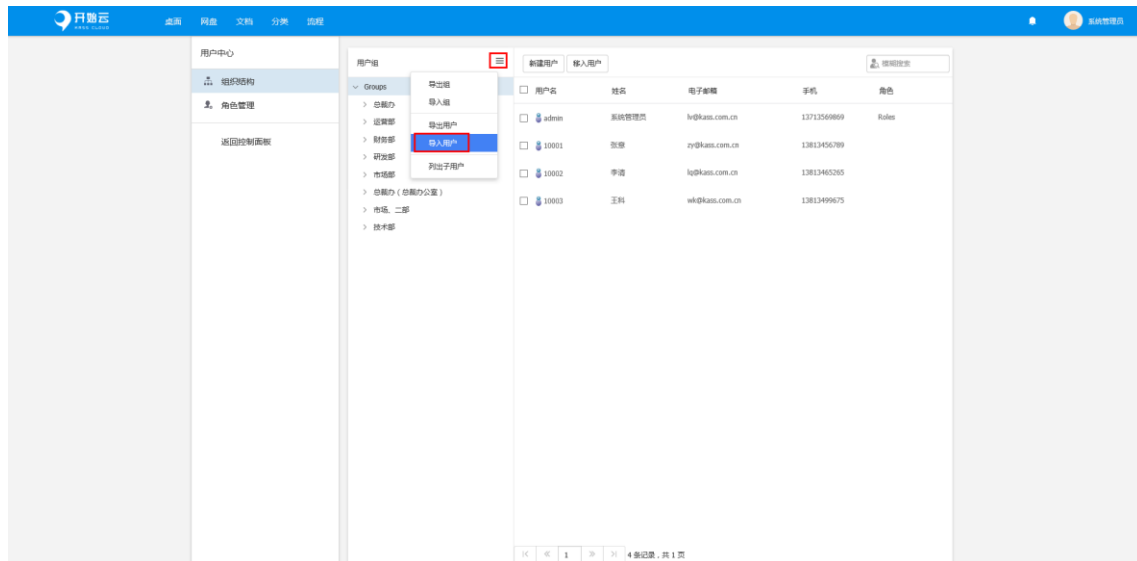 开始云
KASS CLOUD
桌面 网盘 文档 分类 流程
系统管理员
用户中心
组织结构
角色管理
返回控制面板
用户组
Groups
总裁办
运营部
财务部
研发部
市场部
总裁办（总裁办公室）
市场、二部
技术部
导出组
导入组
导出用户
导入用户
列出子用户
新建用户 移入用户
模糊搜索
用户名 姓名 电子邮箱 手机 角色
admin 系统管理员 lv@kass.com.cn 13713569869 Roles
10001 张意 zy@kass.com.cn 13813456789
10002 李清 lq@kass.com.cn 13813465265
10003 王科 wk@kass.com.cn 13813499675
1 4 条记录，共 1 页